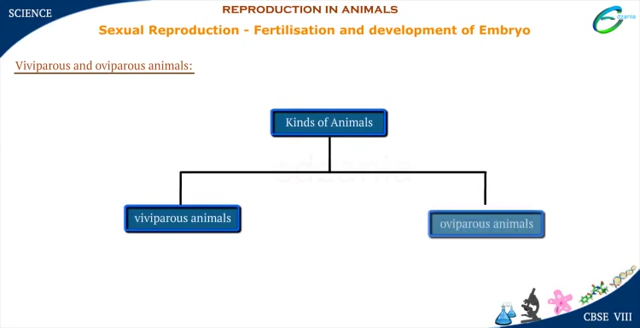 SCIENCE
REPRODUCTION IN ANIMALS
Sexual Reproduction - Fertilisation and development of Embryo
Viviparous and oviparous animals:
Kinds of Animals
viviparous animals
oviparous animals
CBSE VIII